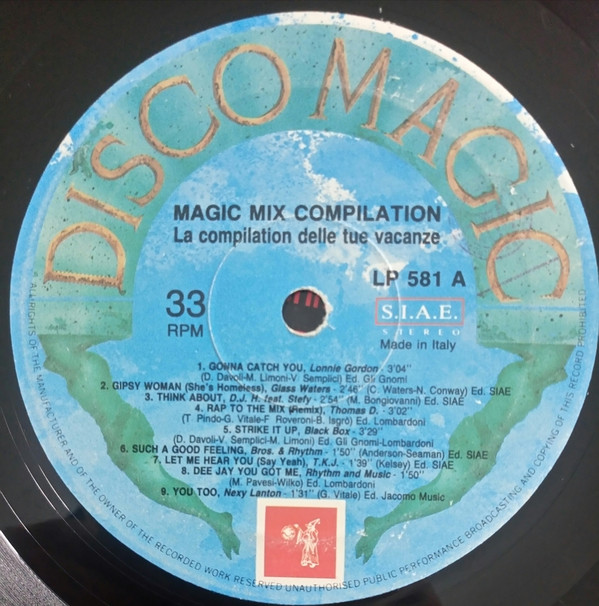 DISCO MAGIC
MAGIC MIX COMPILATION
La compilation delle tue vacanze
LP 581 A
33
RPM
S.I.A.E.
STEREO
Made in Italy
1. GONNA CATCH YOU, Lonnie Gordon - 3'04"
(D. Davoli-M. Limoni-V Semplici) Ed. Gli Gnomi
2. GIPSY WOMAN (She's Homeless), Glass Waters - 2'46" (C. Waters-N. Conway) Ed. SIAE
3. THINK ABOUT, D.J. H. feat. Stefy - 2'54" (M. Bongiovanni) Ed. SIAE
4. RAP TO THE MIX (Remix), Thomas D. - 3'02"
(T Pindo-G. Vitale-F Roveroni-B. Isgrò) Ed. Lombardoni
5. STRIKE IT UP, Black Box - 3'29"
(D. Davoli-V. Semplici-M. Limoni) Ed. Gli Gnomi-Lombardoni
6. SUCH A GOOD FEELING, Bros. & Rhythm - 1'50" (Anderson-Seaman) Ed. SIAE
7. LET ME HEAR YOU (Say Yeah), T.K.J. - 1'39" (Kelsey) Ed. SIAE
8. DEE JAY YOU GOT ME, Rhythm and Music - 1'50"
(M. Pavesi-Wilko) Ed. Lombardoni
9. YOU TOO, Nexy Lanton - 1'31" (G. Vitale) Ed. Jacomo Music
ALL RIGHTS OF THE MANUFACTURER AND OF THE OWNER OF THE RECORDED WORK RESERVED UNAUTHORISED PUBLIC PERFORMANCE BROADCASTING AND COPYING OF THIS RECORD PROHIBITED